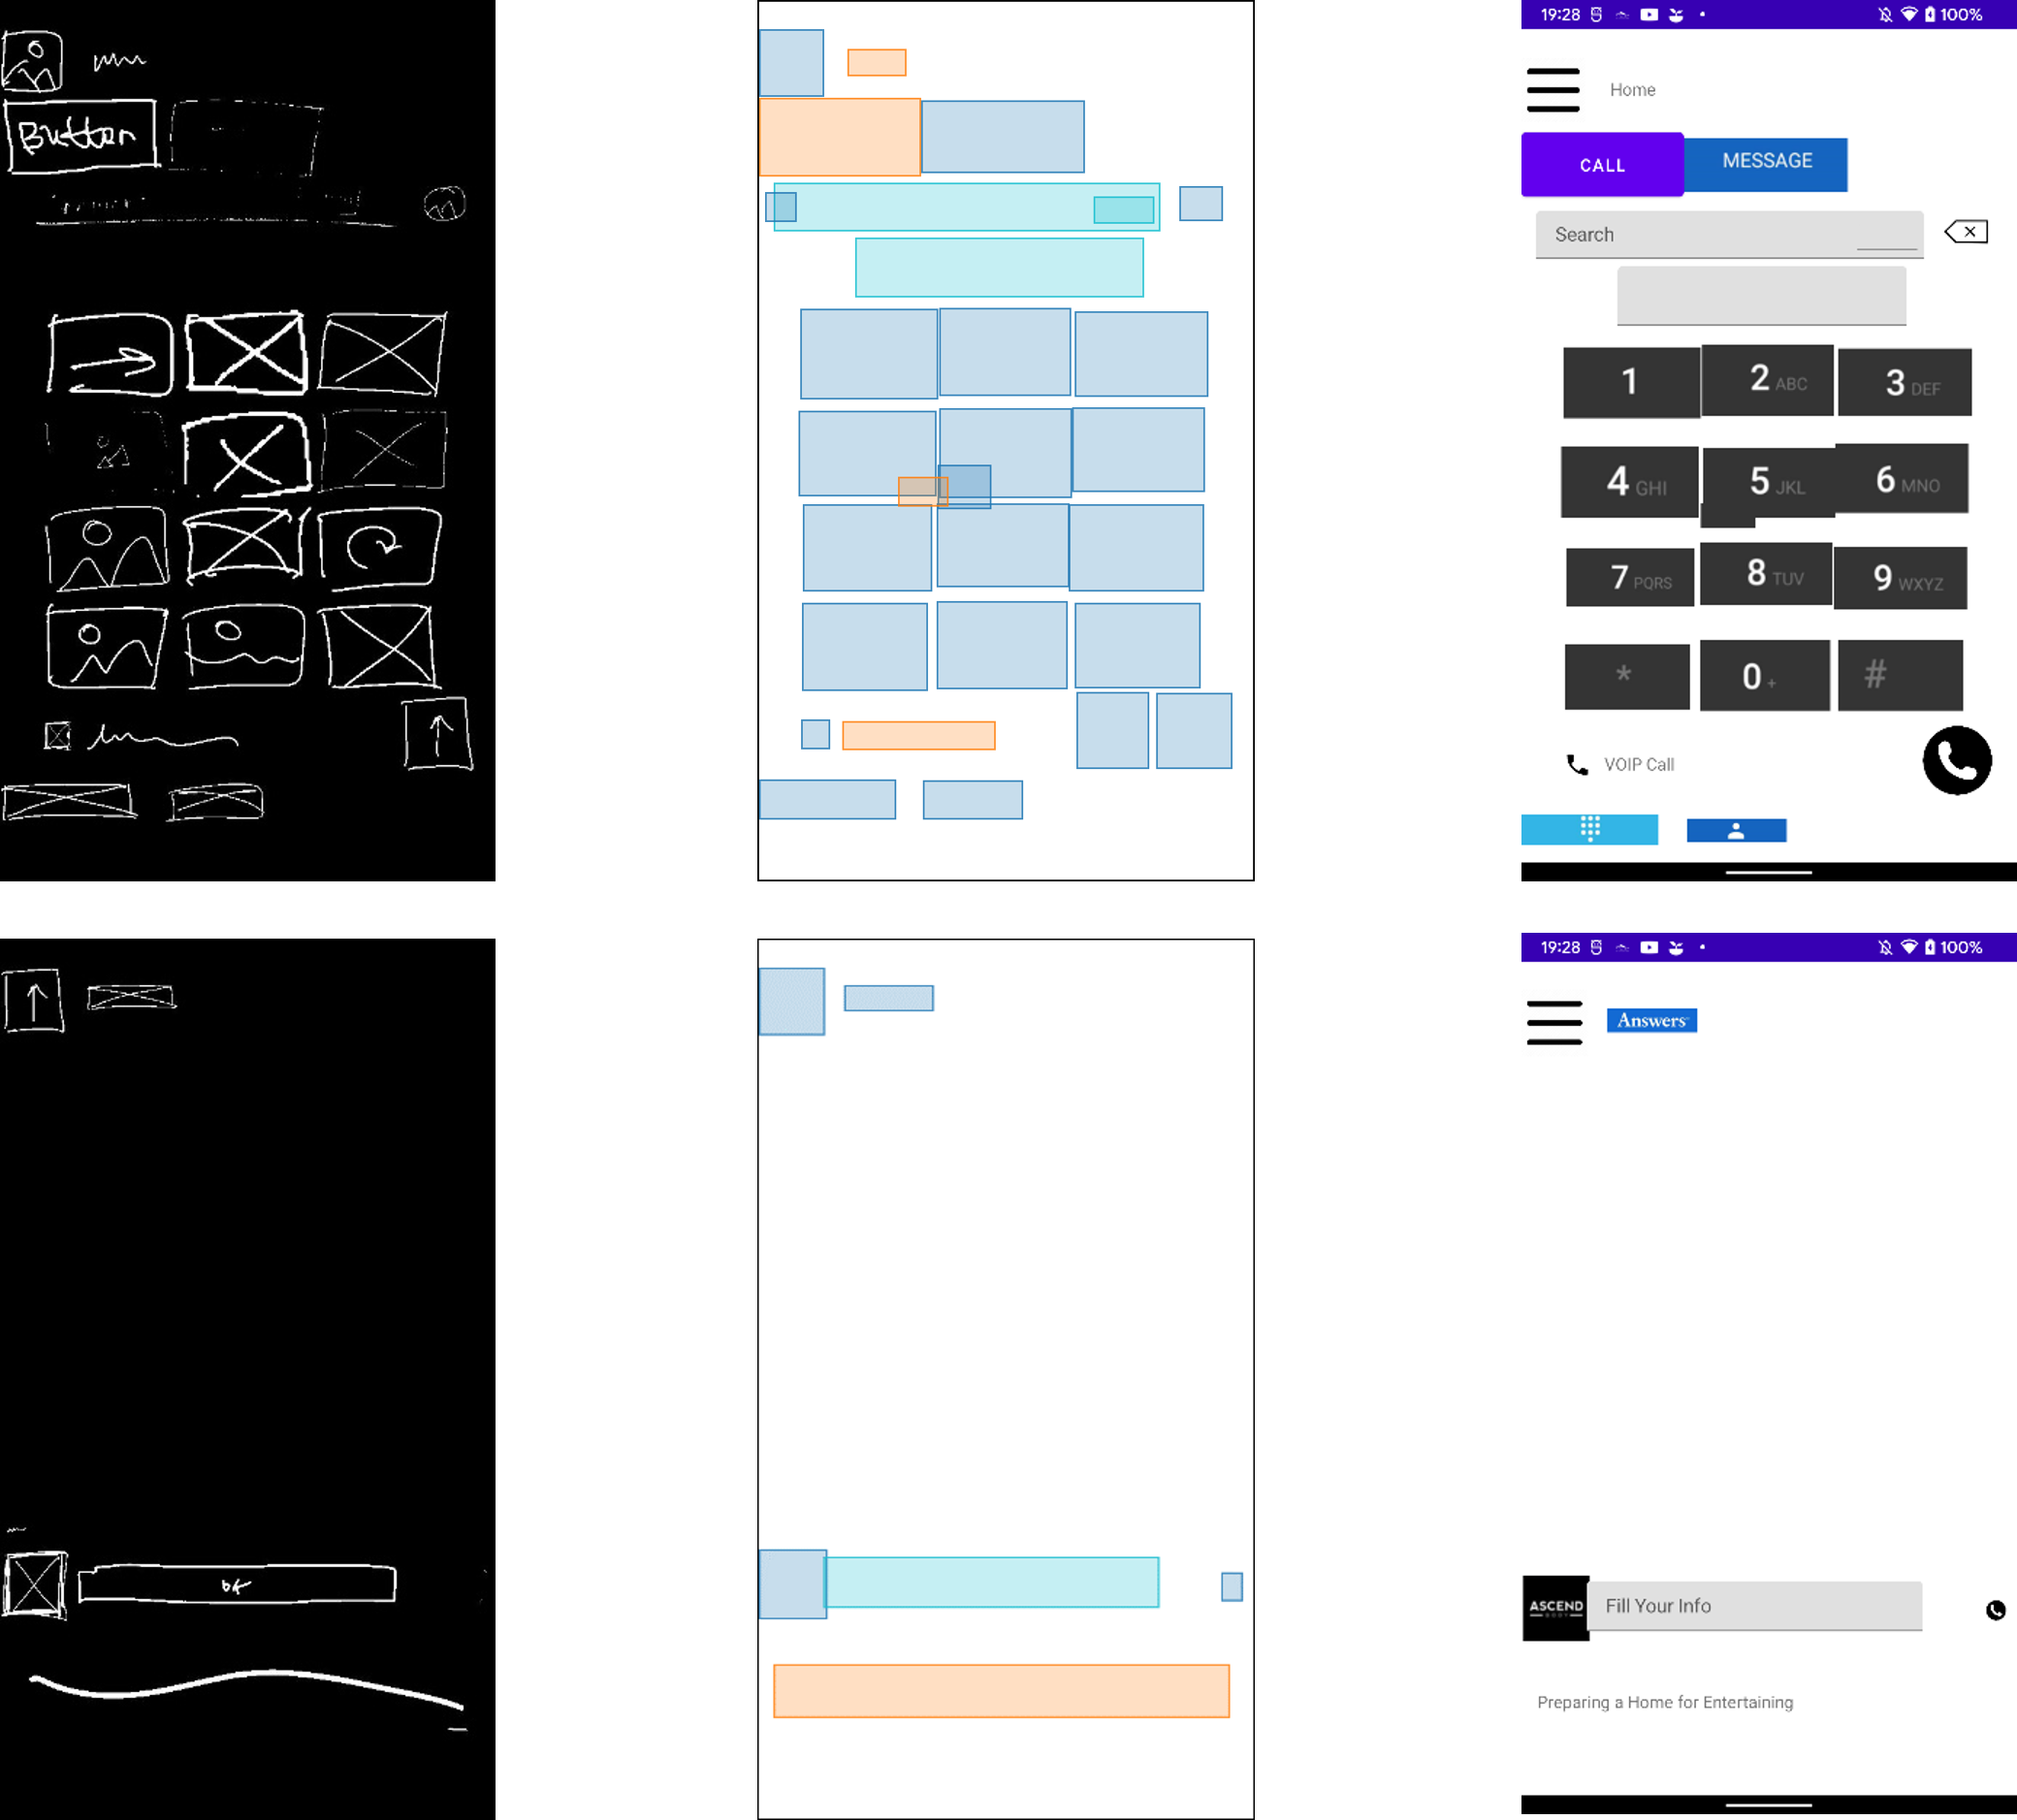 19:28 100%
Home
Button
CALL MESSAGE
Search
1 2 ABC 3 DEF
4 GHI 5 JKL 6 MNO
7 PQRS 8 TUV 9 WXYZ
* 0 + #
VOIP Call
19:28 100%
Answers
ASCEND
BODY
Fill Your Info
Preparing a Home for Entertaining